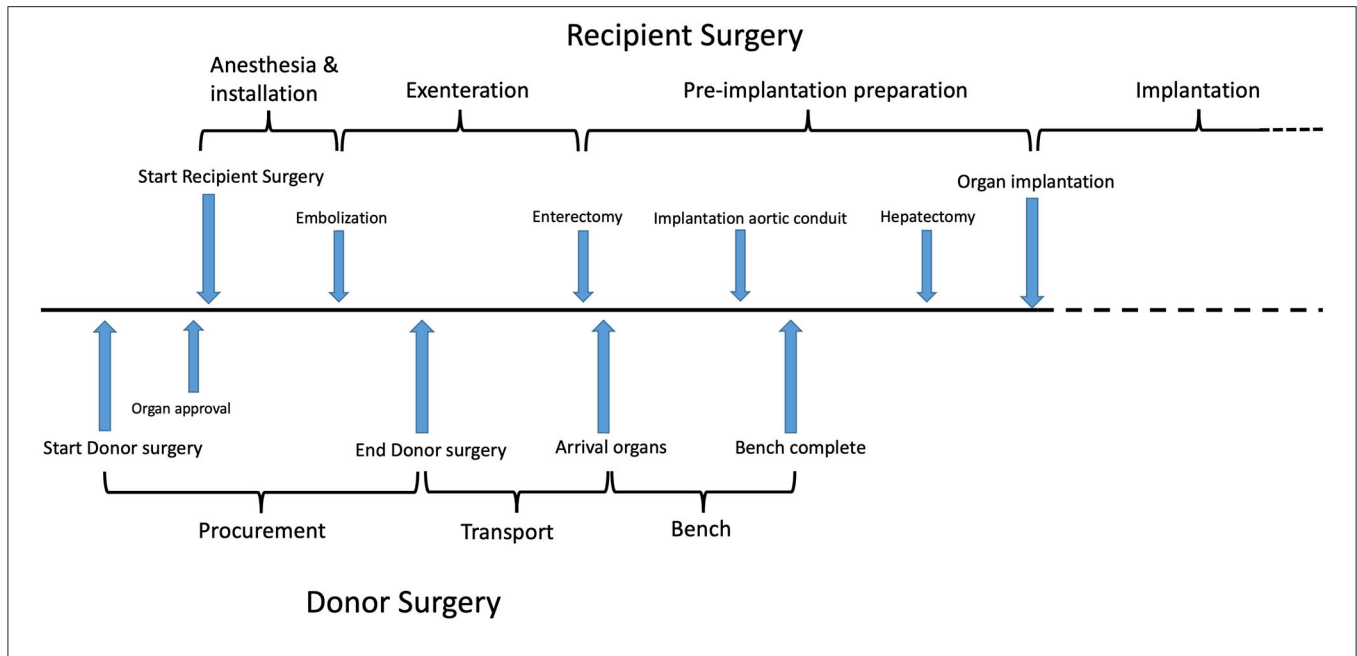 Recipient Surgery
Anesthesia &
installation
Exenteration
Pre-implantation preparation
Implantation
Start Recipient Surgery
Organ implantation
Embolization
Enterectomy
Implantation aortic conduit
Hepatectomy
Organ approval
Start Donor surgery
End Donor surgery
Arrival organs
Bench complete
Procurement
Transport
Bench
Donor Surgery